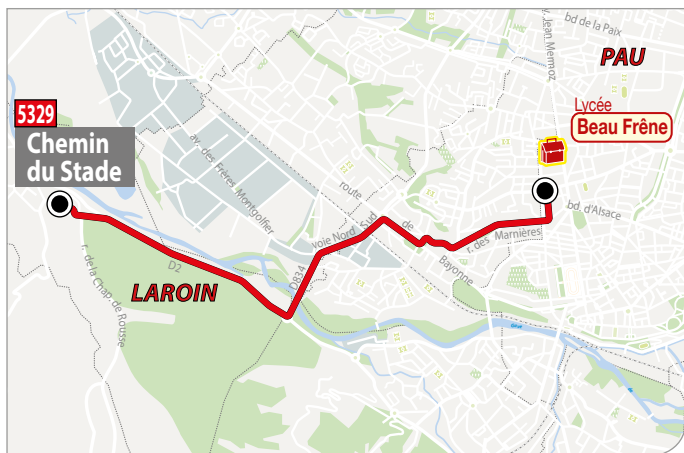 bd de la Paix
av. Jean Mermoz
PAU
5329
Chemin
du Stade
Lycée
Beau Frêne
av. des Frères Montgolfier
route
de
Bayonne
bd. d'Alsace
voie Nord Sud
r. des Marnières
D2
D834
LAROIN
r. de la Chap. de Rousse